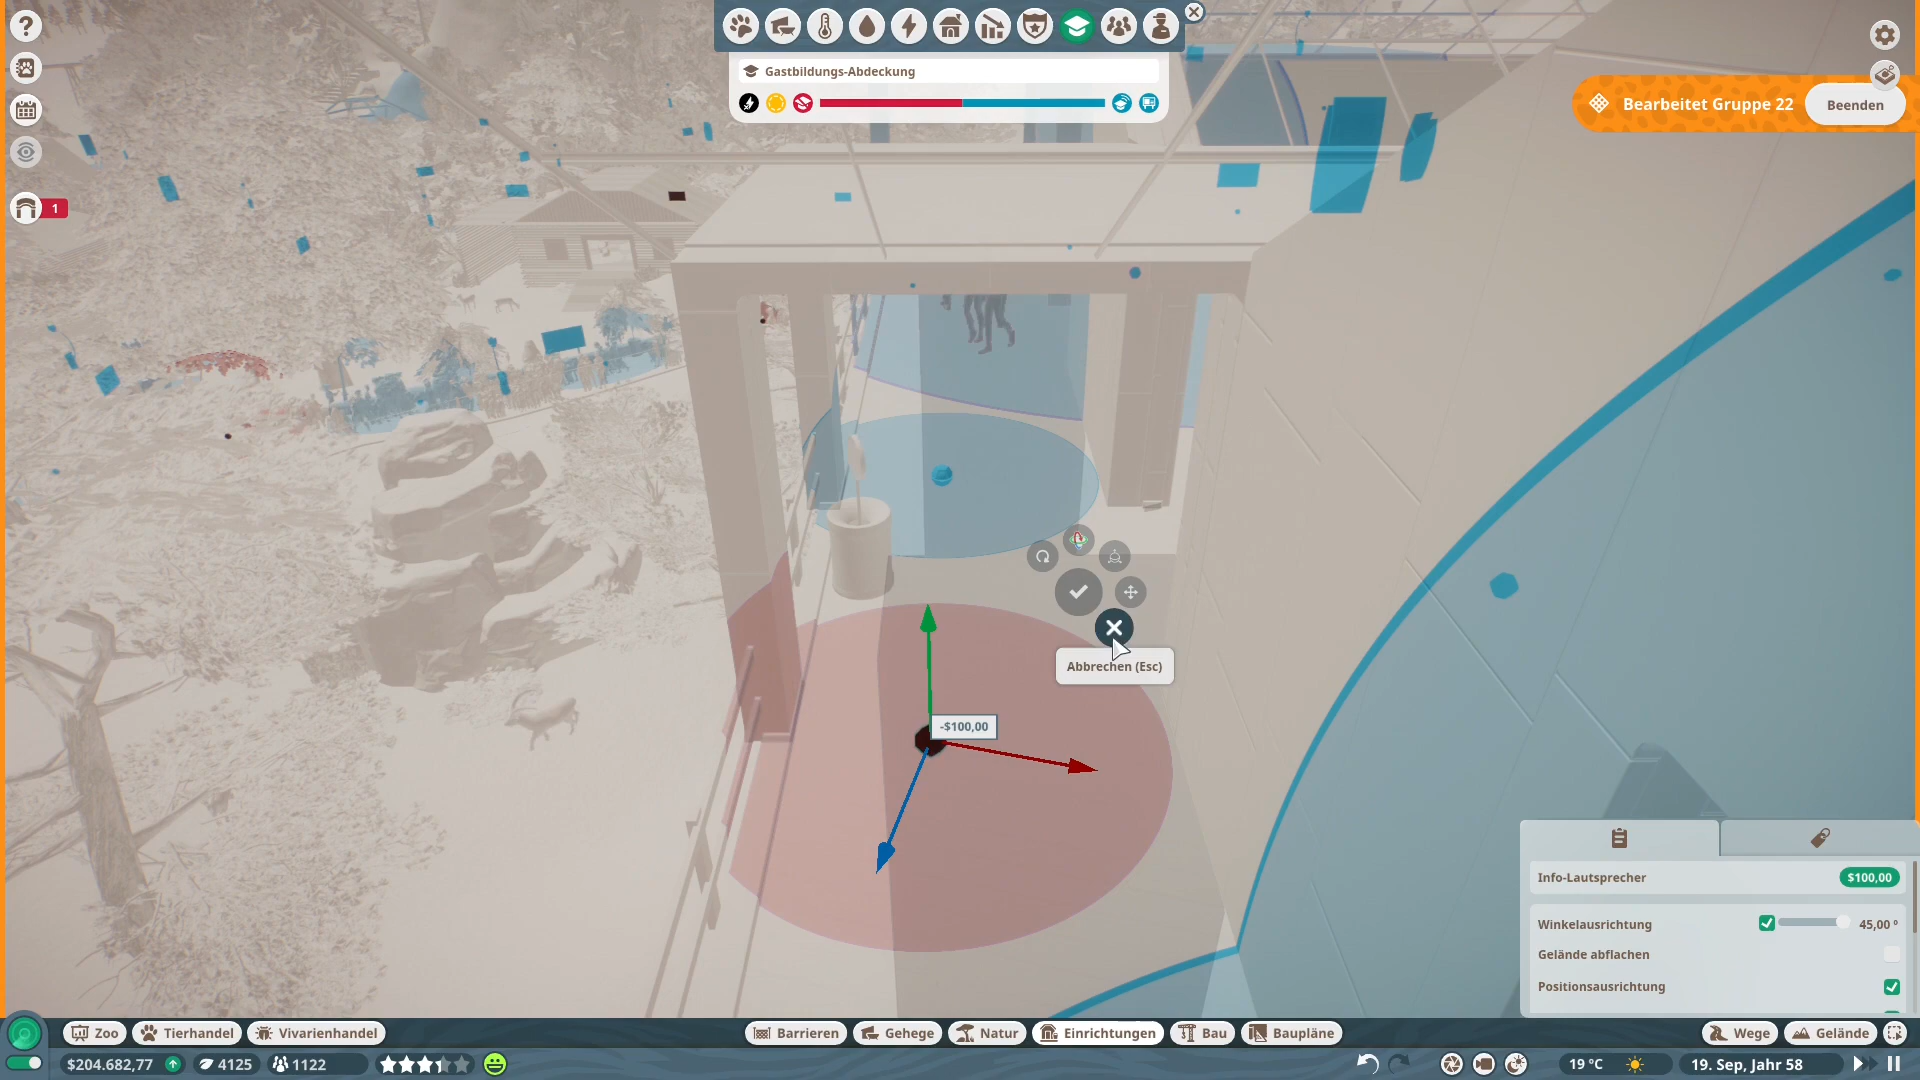 ?
Gastbildungs-Abdeckung
Bearbeitet Gruppe 22
Beenden
1
Abbrechen (Esc)
-$100,00
Info-Lautsprecher
$100,00
Winkelausrichtung
45,00 °
Gelände abflachen
Positionsausrichtung
Zoo
Tierhandel
Vivarienhandel
Barrieren
Gehege
Natur
Einrichtungen
Bau
Baupläne
Wege
Gelände
$204.682,77
4125
1122
19 °C
19. Sep, Jahr 58